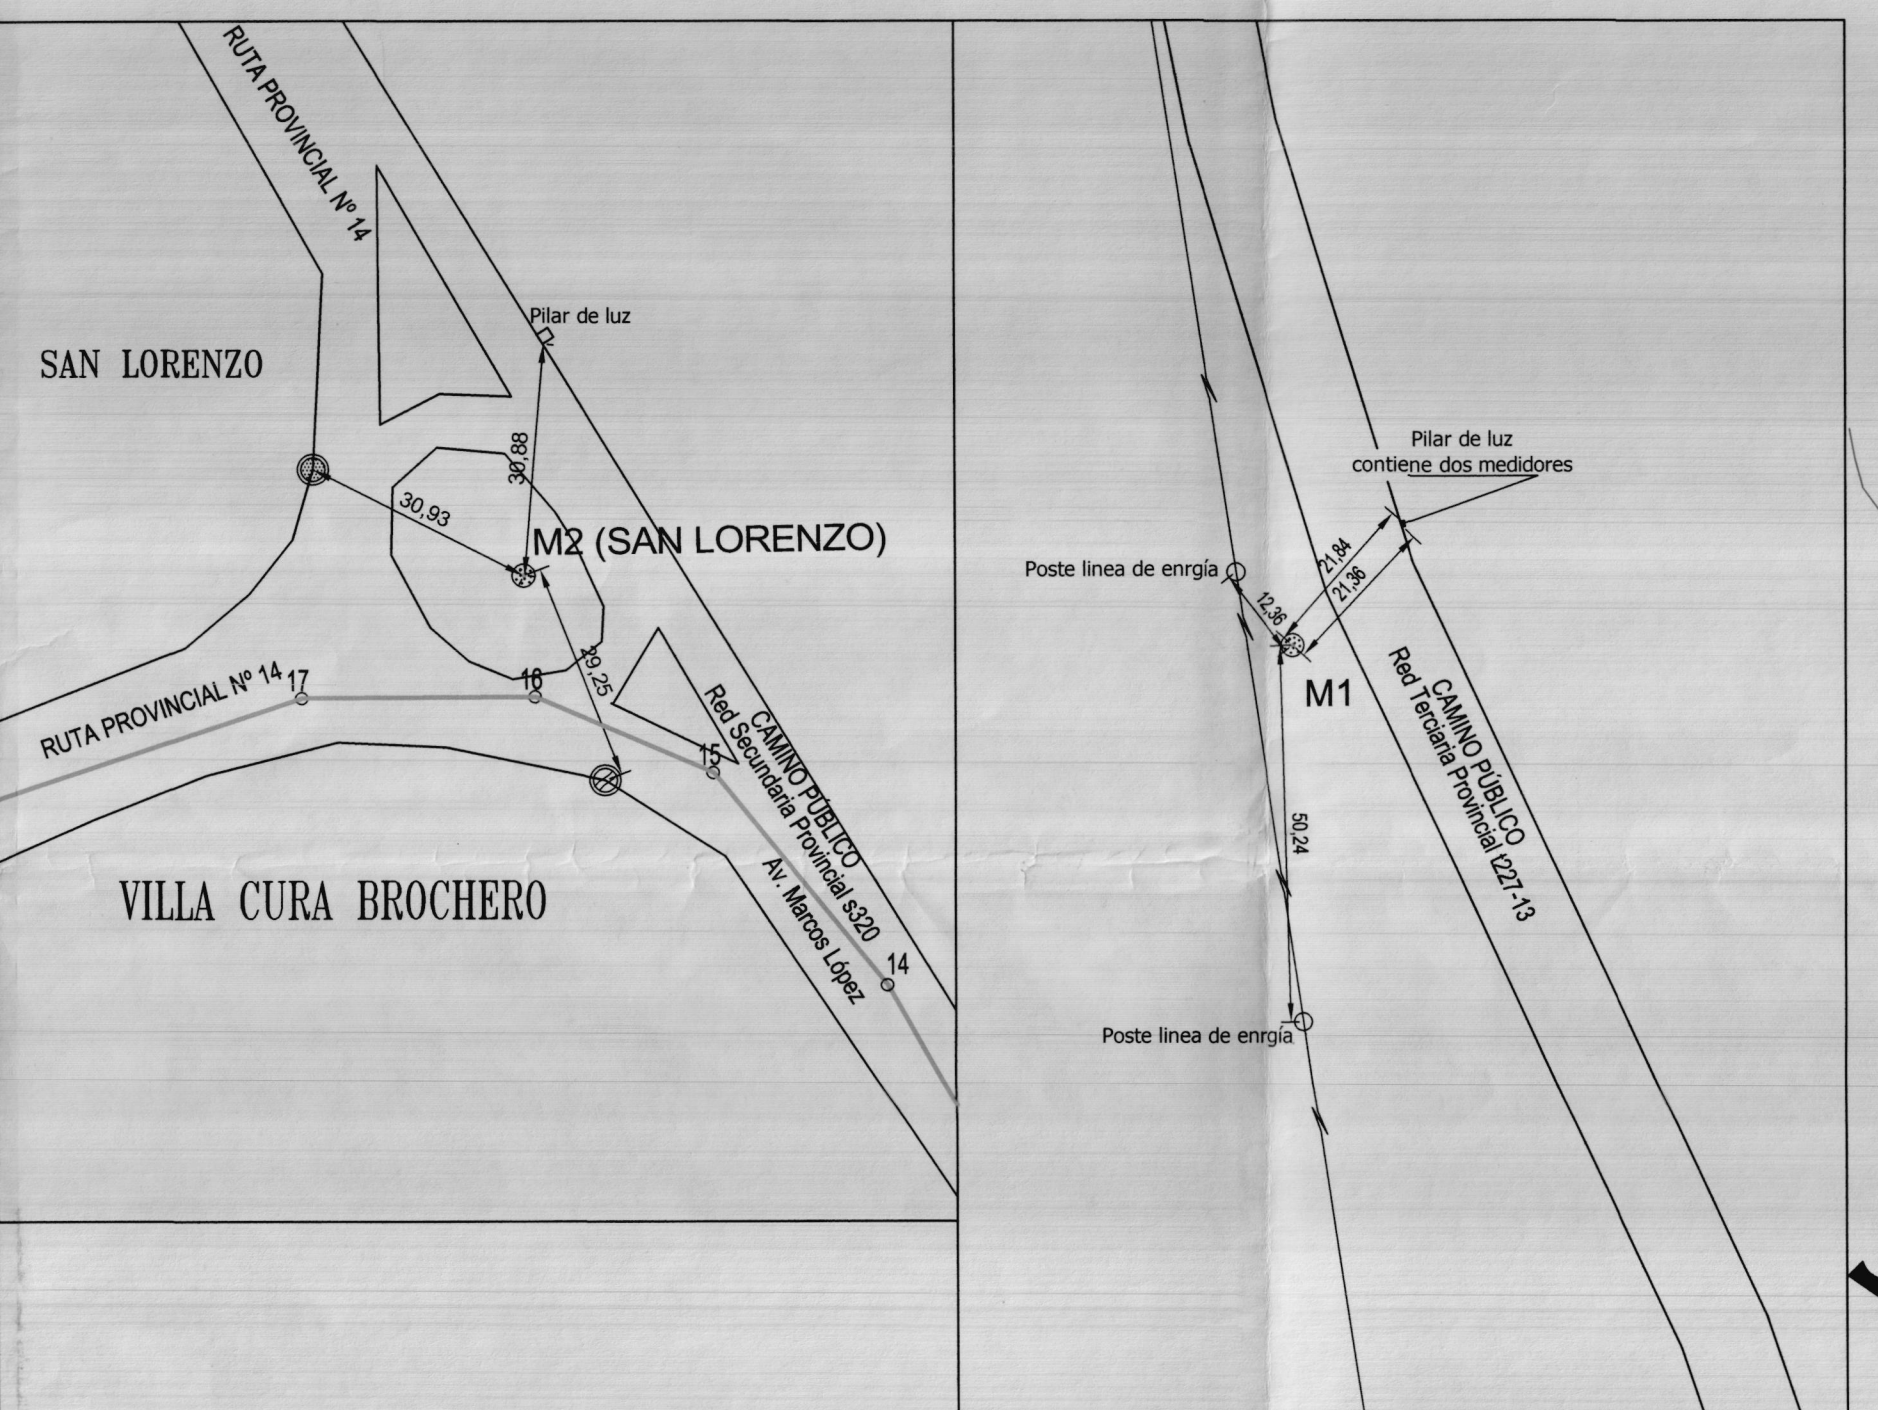 RUTA PROVINCIAL Nº 14
Pilar de luz
SAN LORENZO
30,88
30,93
M2 (SAN LORENZO)
29,25
RUTA PROVINCIAL Nº 14
17
16
15
14
CAMINO PÚBLICO
Red Secundaria Provincial s320
Av. Marcos López
VILLA CURA BROCHERO
Pilar de luz
contiene dos medidores
21,84
21,36
Poste linea de enrgía
12,36
M1
CAMINO PÚBLICO
Red Terciaria Provincial t227-13
50,24
Poste linea de enrgía